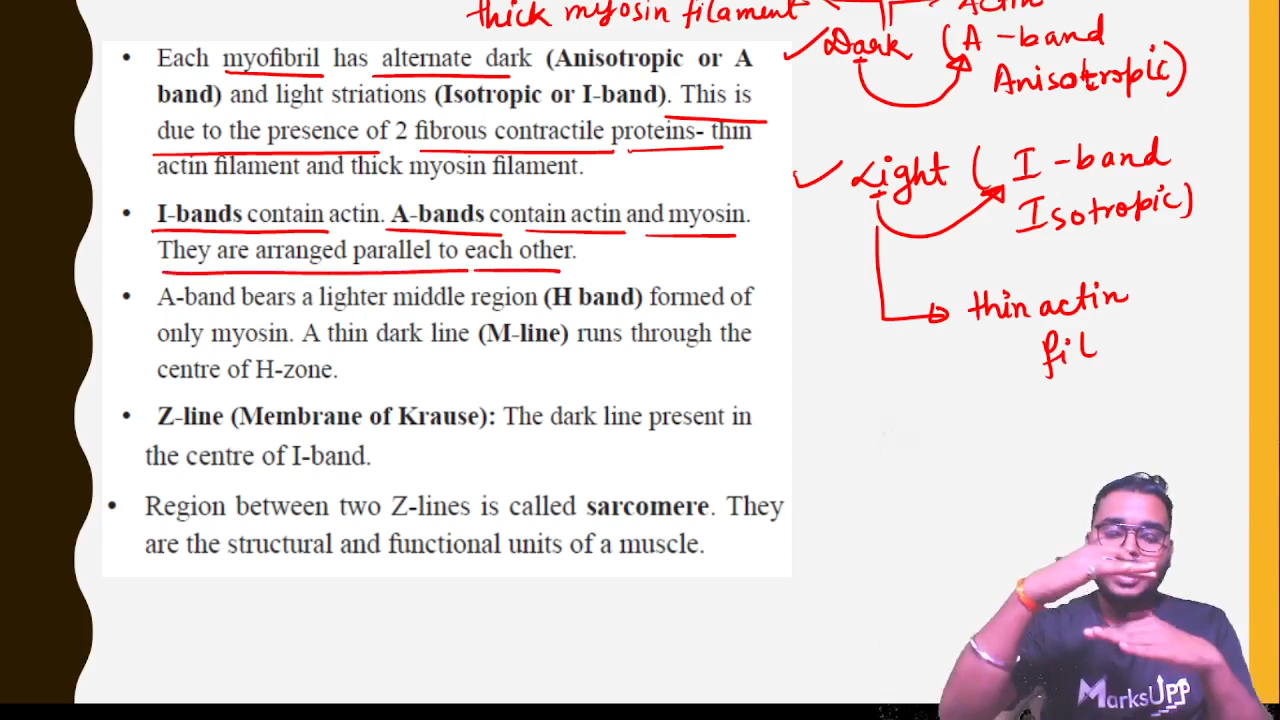 thick myosin filament
Actin
Dark (A-band
Anisotropic)
Light (I-band
Isotropic)
thin actin
fil
• Each myofibril has alternate dark (Anisotropic or A
band) and light striations (Isotropic or I-band). This is
due to the presence of 2 fibrous contractile proteins- thin
actin filament and thick myosin filament.
• I-bands contain actin. A-bands contain actin and myosin.
They are arranged parallel to each other.
• A-band bears a lighter middle region (H band) formed of
only myosin. A thin dark line (M-line) runs through the
centre of H-zone.
• Z-line (Membrane of Krause): The dark line present in
the centre of I-band.
• Region between two Z-lines is called sarcomere. They
are the structural and functional units of a muscle.
MarksUpp